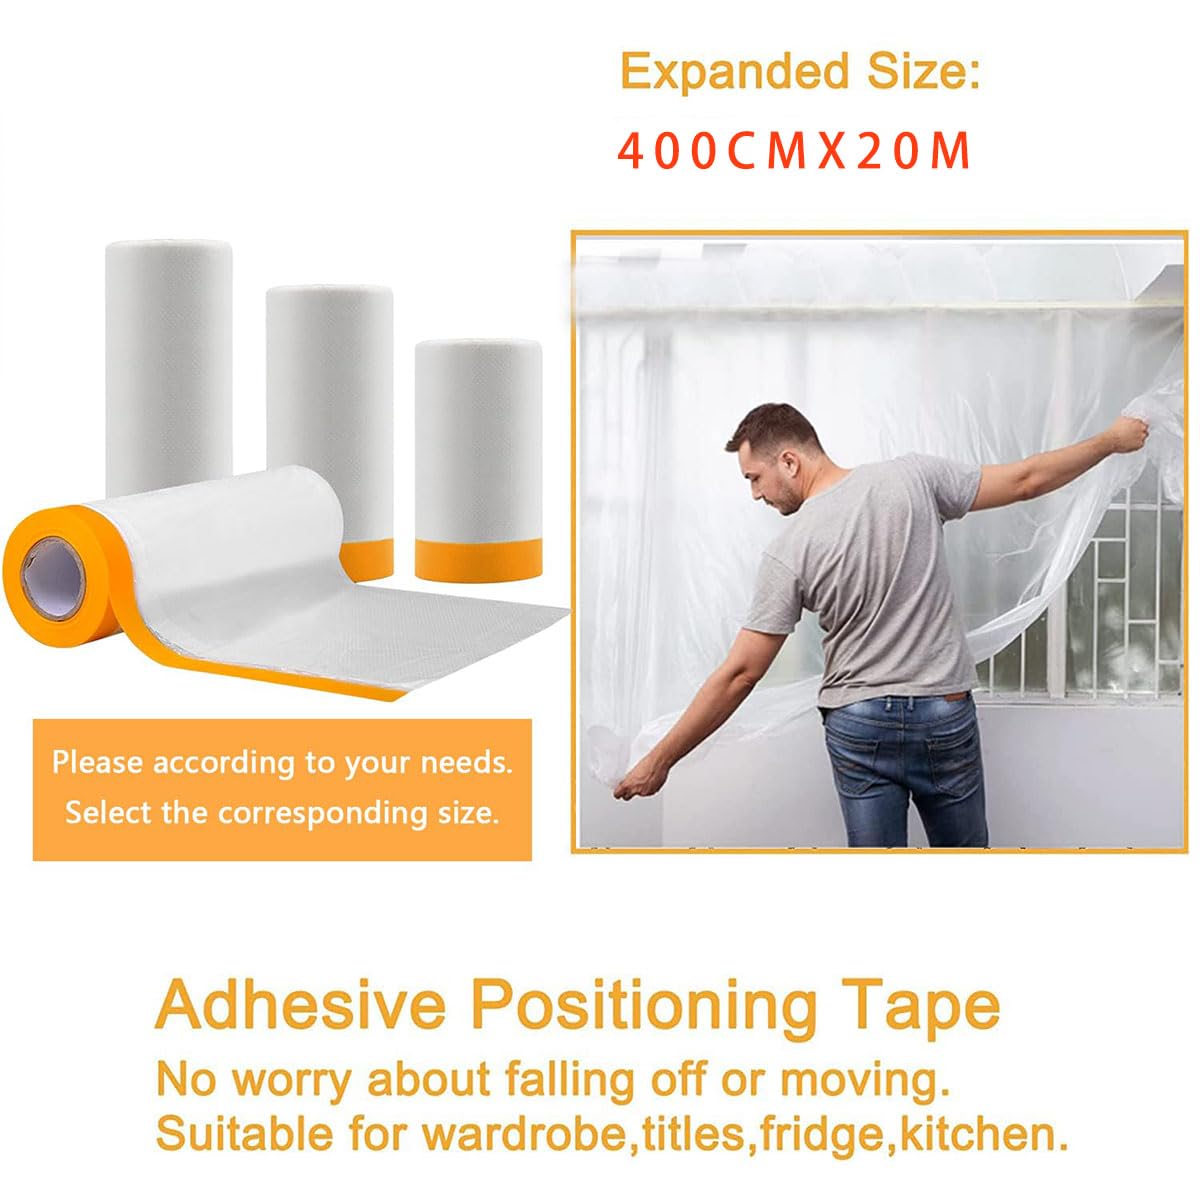 Expanded Size:
400CMX20M
Please according to your needs.
Select the corresponding size.
Adhesive Positioning Tape
No worry about falling off or moving.
Suitable for wardrobe,titles,fridge,kitchen.